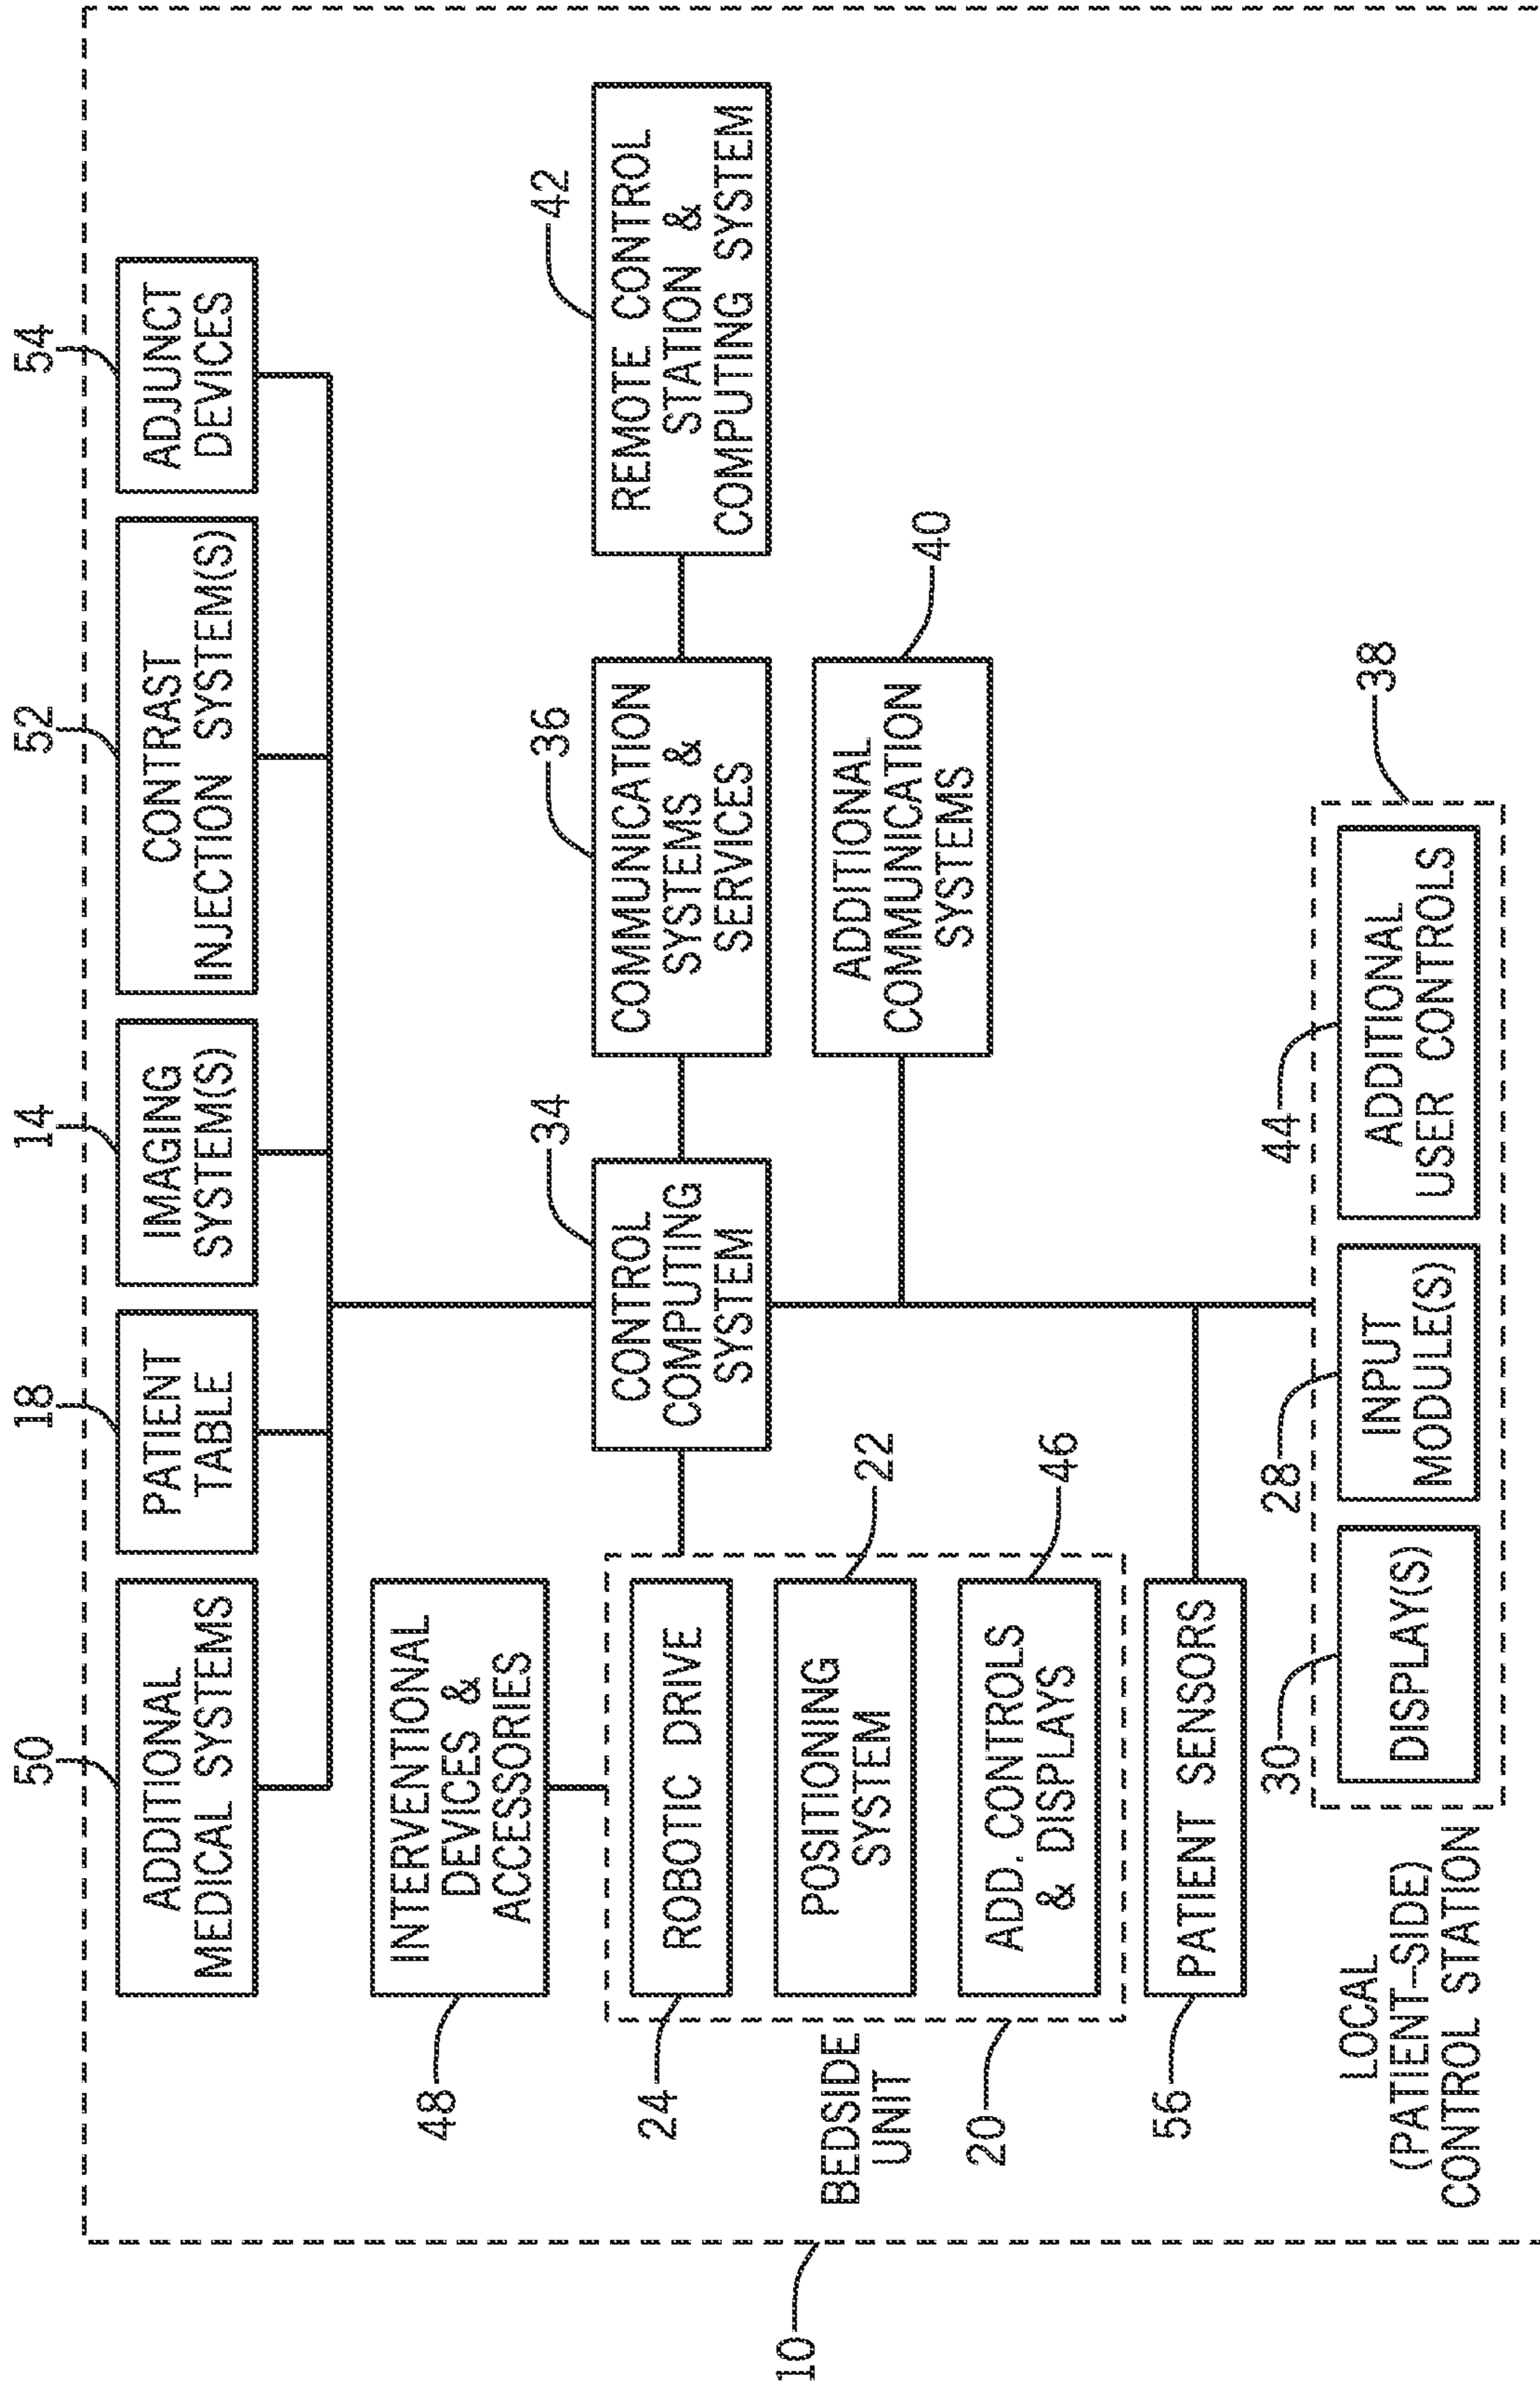 50
18
14
52
54
ADDITIONAL
MEDICAL SYSTEMS
PATIENT
TABLE
IMAGING
SYSTEM(S)
CONTRAST
INJECTION SYSTEM(S)
ADJUNCT
DEVICES
48
INTERVENTIONAL
DEVICES &
ACCESSORIES
34
36
42
24
ROBOTIC DRIVE
CONTROL
COMPUTING
SYSTEM
COMMUNICATION
SYSTEMS &
SERVICES
REMOTE CONTROL
STATION &
COMPUTING SYSTEM
10
BEDSIDE
UNIT
POSITIONING
SYSTEM
22
ADDITIONAL
COMMUNICATION
SYSTEMS
40
20
ADD. CONTROLS
& DISPLAYS
46
56
PATIENT SENSORS
30
28
44
38
LOCAL
(PATIENT-SIDE)
CONTROL STATION
DISPLAY(S)
INPUT
MODULE(S)
ADDITIONAL
USER CONTROLS